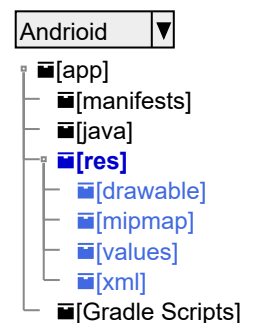 Andrioid
[app]
[manifests]
[java]
[res]
[drawable]
[mipmap]
[values]
[xml]
[Gradle Scripts]